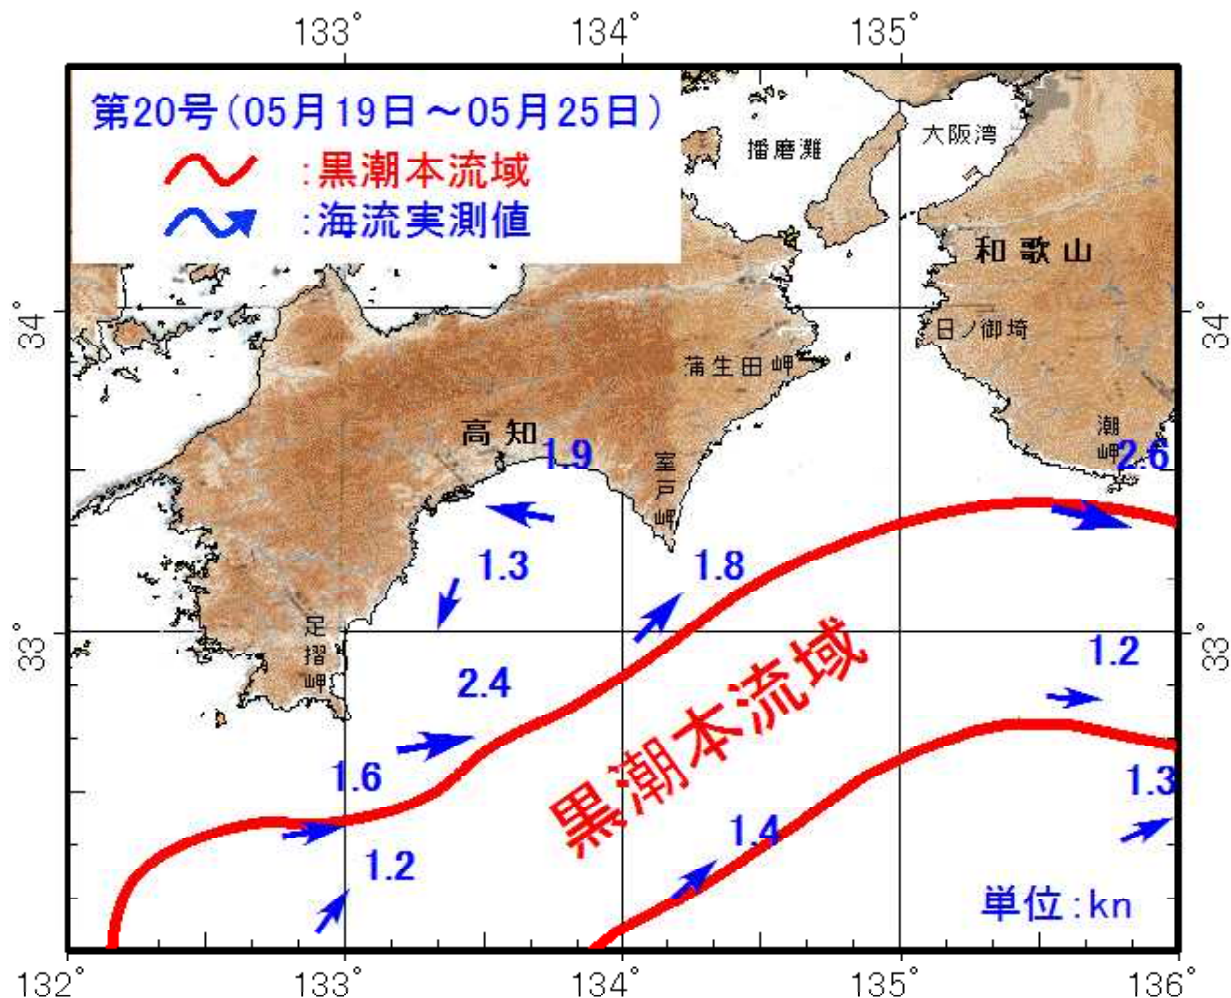 133°
134°
135°
第20号(05月19日～05月25日)
:黒潮本流域
:海流実測値
播磨灘
大阪湾
和歌山
34°
34°
日ノ御埼
蒲生田岬
高知
1.9
室戸岬
潮岬
2.6
1.3
1.8
足摺岬
33°
33°
1.2
2.4
黒潮本流域
1.6
1.3
1.4
1.2
単位:kn
132°
133°
134°
135°
136°